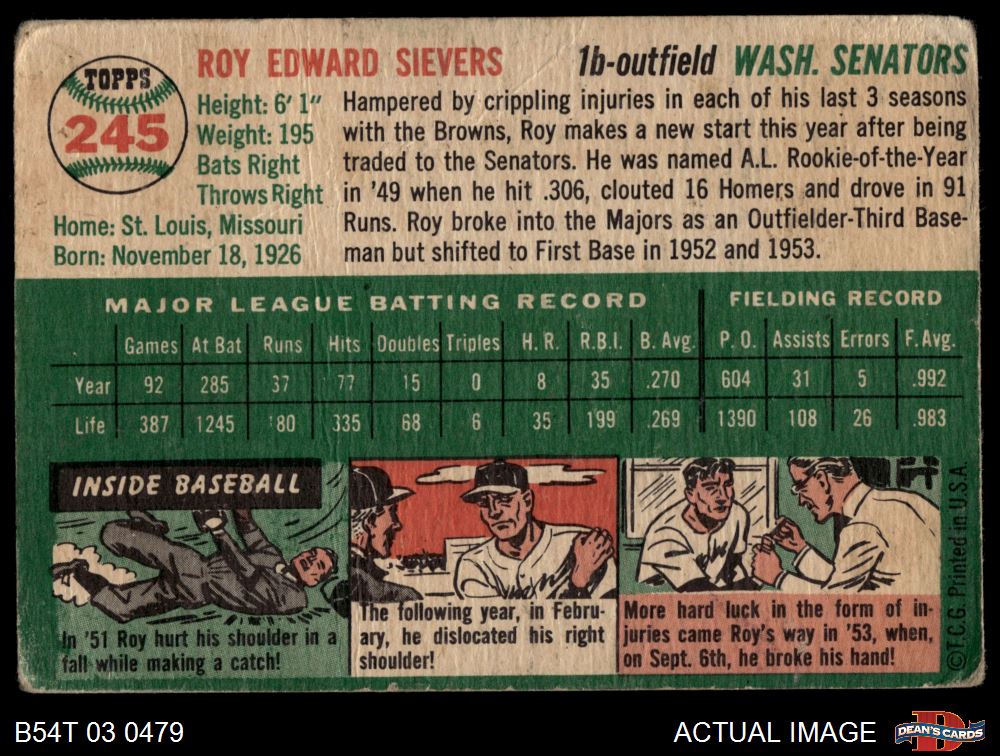 TOPPS
245
ROY EDWARD SIEVERS
1b-outfield WASH. SENATORS
Height: 6' 1"
Weight: 195
Bats Right
Throws Right
Home: St. Louis, Missouri
Born: November 18, 1926
Hampered by crippling injuries in each of his last 3 seasons
with the Browns, Roy makes a new start this year after being
traded to the Senators. He was named A.L. Rookie-of-the-Year
in '49 when he hit .306, clouted 16 Homers and drove in 91
Runs. Roy broke into the Majors as an Outfielder-Third Base-
man but shifted to First Base in 1952 and 1953.
MAJOR LEAGUE BATTING RECORD FIELDING RECORD
Games At Bat Runs Hits Doubles Triples H. R. R.B.I. B. Avg. P. O. Assists Errors F. Avg.
Year 92 285 37 77 15 0 8 35 .270 604 31 5 .992
Life 387 1245 180 335 68 6 35 199 .269 1390 108 26 .983
INSIDE BASEBALL
In '51 Roy hurt his shoulder in a
fall while making a catch!
The following year, in Febru-
ary, he dislocated his right
shoulder!
More hard luck in the form of in-
juries came Roy's way in '53, when,
on Sept. 6th, he broke his hand!
© T.C.G. Printed in U.S.A.
B54T 03 0479
ACTUAL IMAGE
D
DEAN'S CARDS